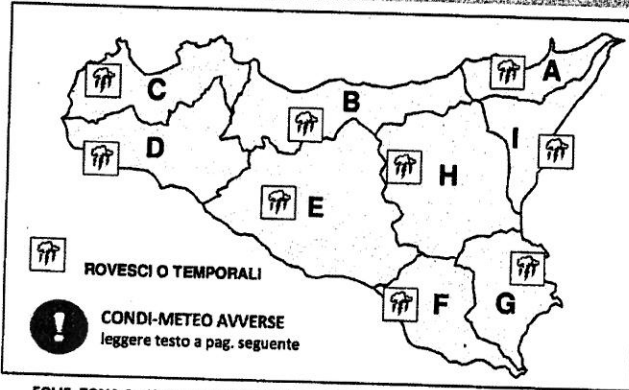 A
C
B
I
D
H
E
F
G
ROVESCI O TEMPORALI
!
CONDI-METEO AVVERSE
leggere testo a pag. seguente